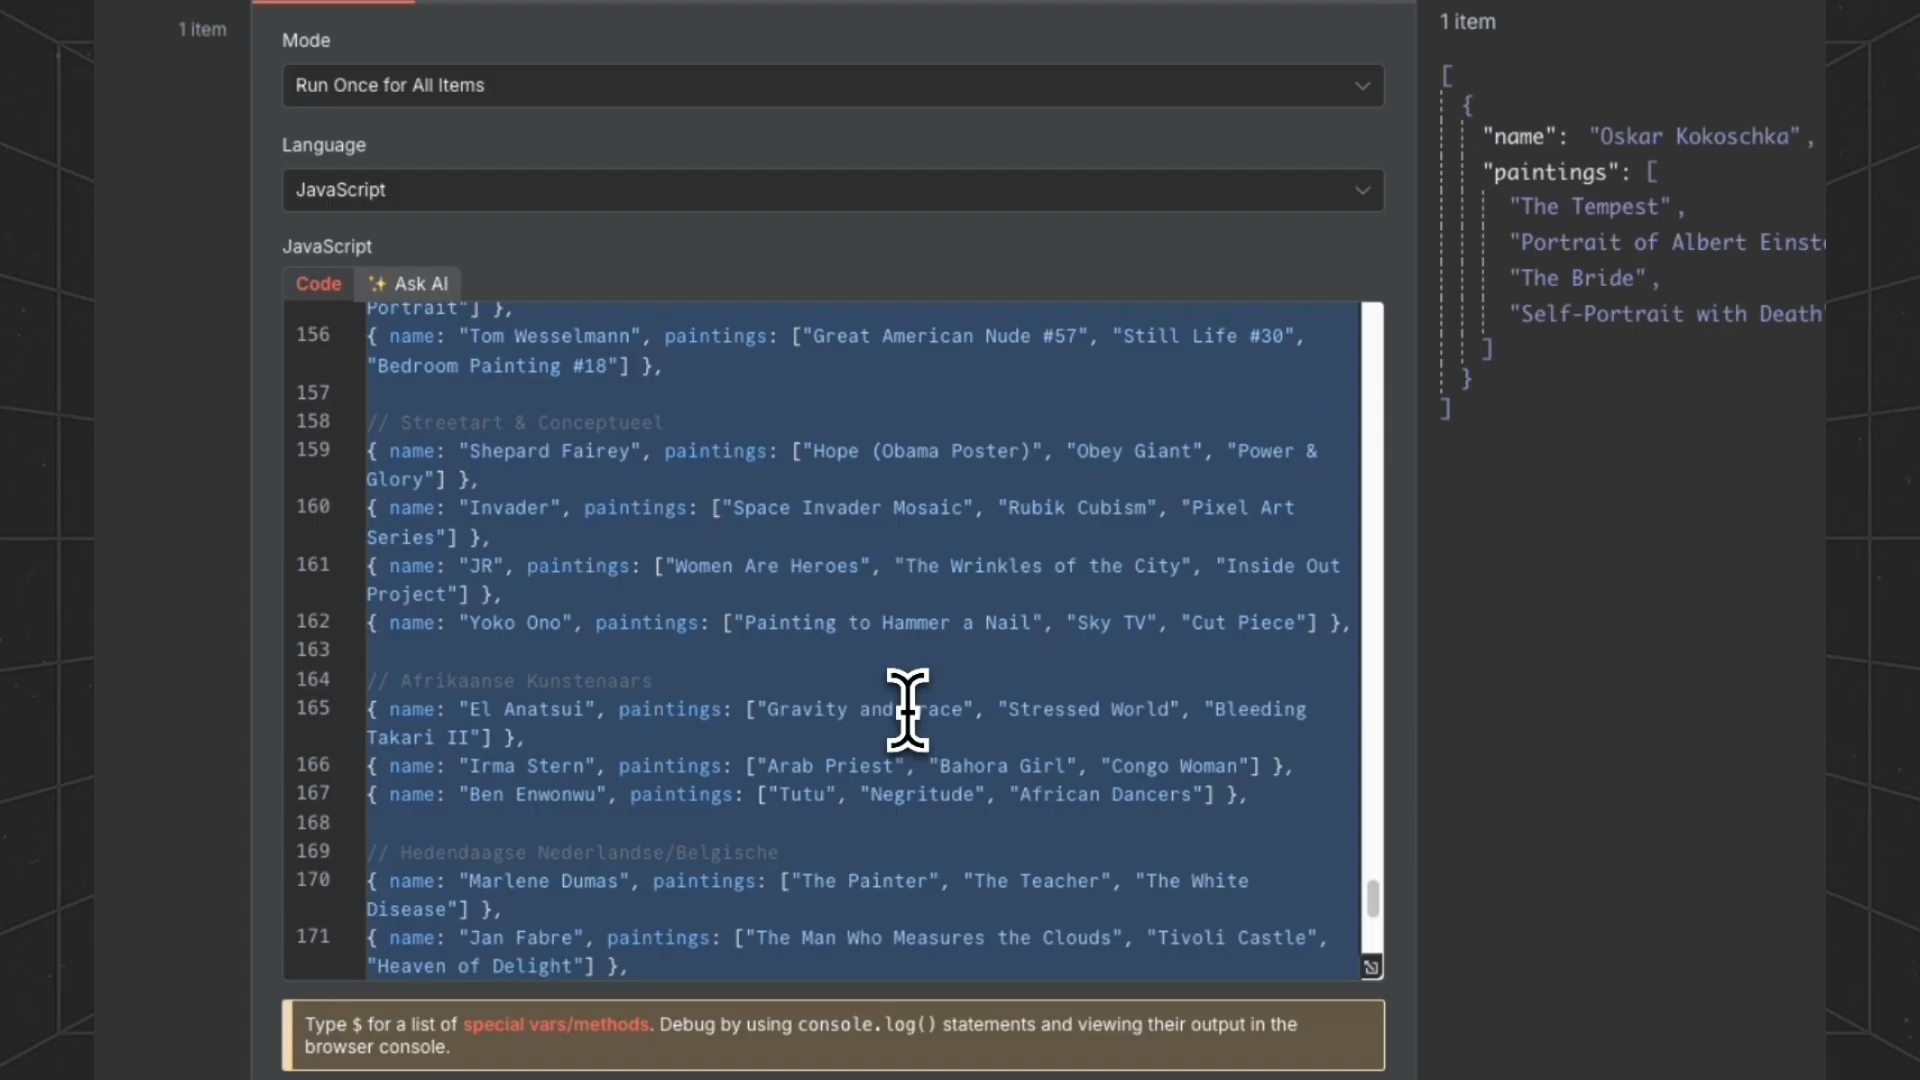 1 item
Mode
Run Once for All Items
Language
JavaScript
JavaScript
Code
Ask AI
Portrait"] },
156 { name: "Tom Wesselmann", paintings: ["Great American Nude #57", "Still Life #30",
"Bedroom Painting #18"] },
157
158 // Streetart & Conceptueel
159 { name: "Shepard Fairey", paintings: ["Hope (Obama Poster)", "Obey Giant", "Power &
Glory"] },
160 { name: "Invader", paintings: ["Space Invader Mosaic", "Rubik Cubism", "Pixel Art
Series"] },
161 { name: "JR", paintings: ["Women Are Heroes", "The Wrinkles of the City", "Inside Out
Project"] },
162 { name: "Yoko Ono", paintings: ["Painting to Hammer a Nail", "Sky TV", "Cut Piece"] },
163
164 // Afrikaanse Kunstenaars
165 { name: "El Anatsui", paintings: ["Gravity and race", "Stressed World", "Bleeding
Takari II"] },
166 { name: "Irma Stern", paintings: ["Arab Priest", "Bahora Girl", "Congo Woman"] },
167 { name: "Ben Enwonwu", paintings: ["Tutu", "Negritude", "African Dancers"] },
168
169 // Hedendaagse Nederlandse/Belgische
170 { name: "Marlene Dumas", paintings: ["The Painter", "The Teacher", "The White
Disease"] },
171 { name: "Jan Fabre", paintings: ["The Man Who Measures the Clouds", "Tivoli Castle",
"Heaven of Delight"] },
Type $ for a list of special vars/methods. Debug by using console.log() statements and viewing their output in the
browser console.
1 item
[
{
"name": "Oskar Kokoschka",
"paintings": [
"The Tempest",
"Portrait of Albert Einst
"The Bride",
"Self-Portrait with Death
]
}
]